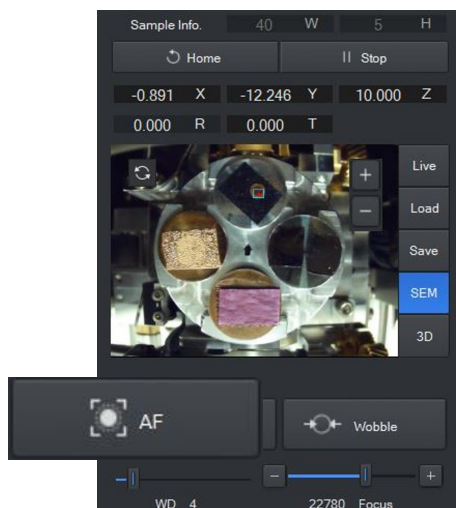 Sample Info. 40 W 5 H
Home Stop
-0.891 X -12.246 Y 10.000 Z
0.000 R 0.000 T
Live
Load
Save
SEM
3D
AF Wobble
WD 4 22780 Focus